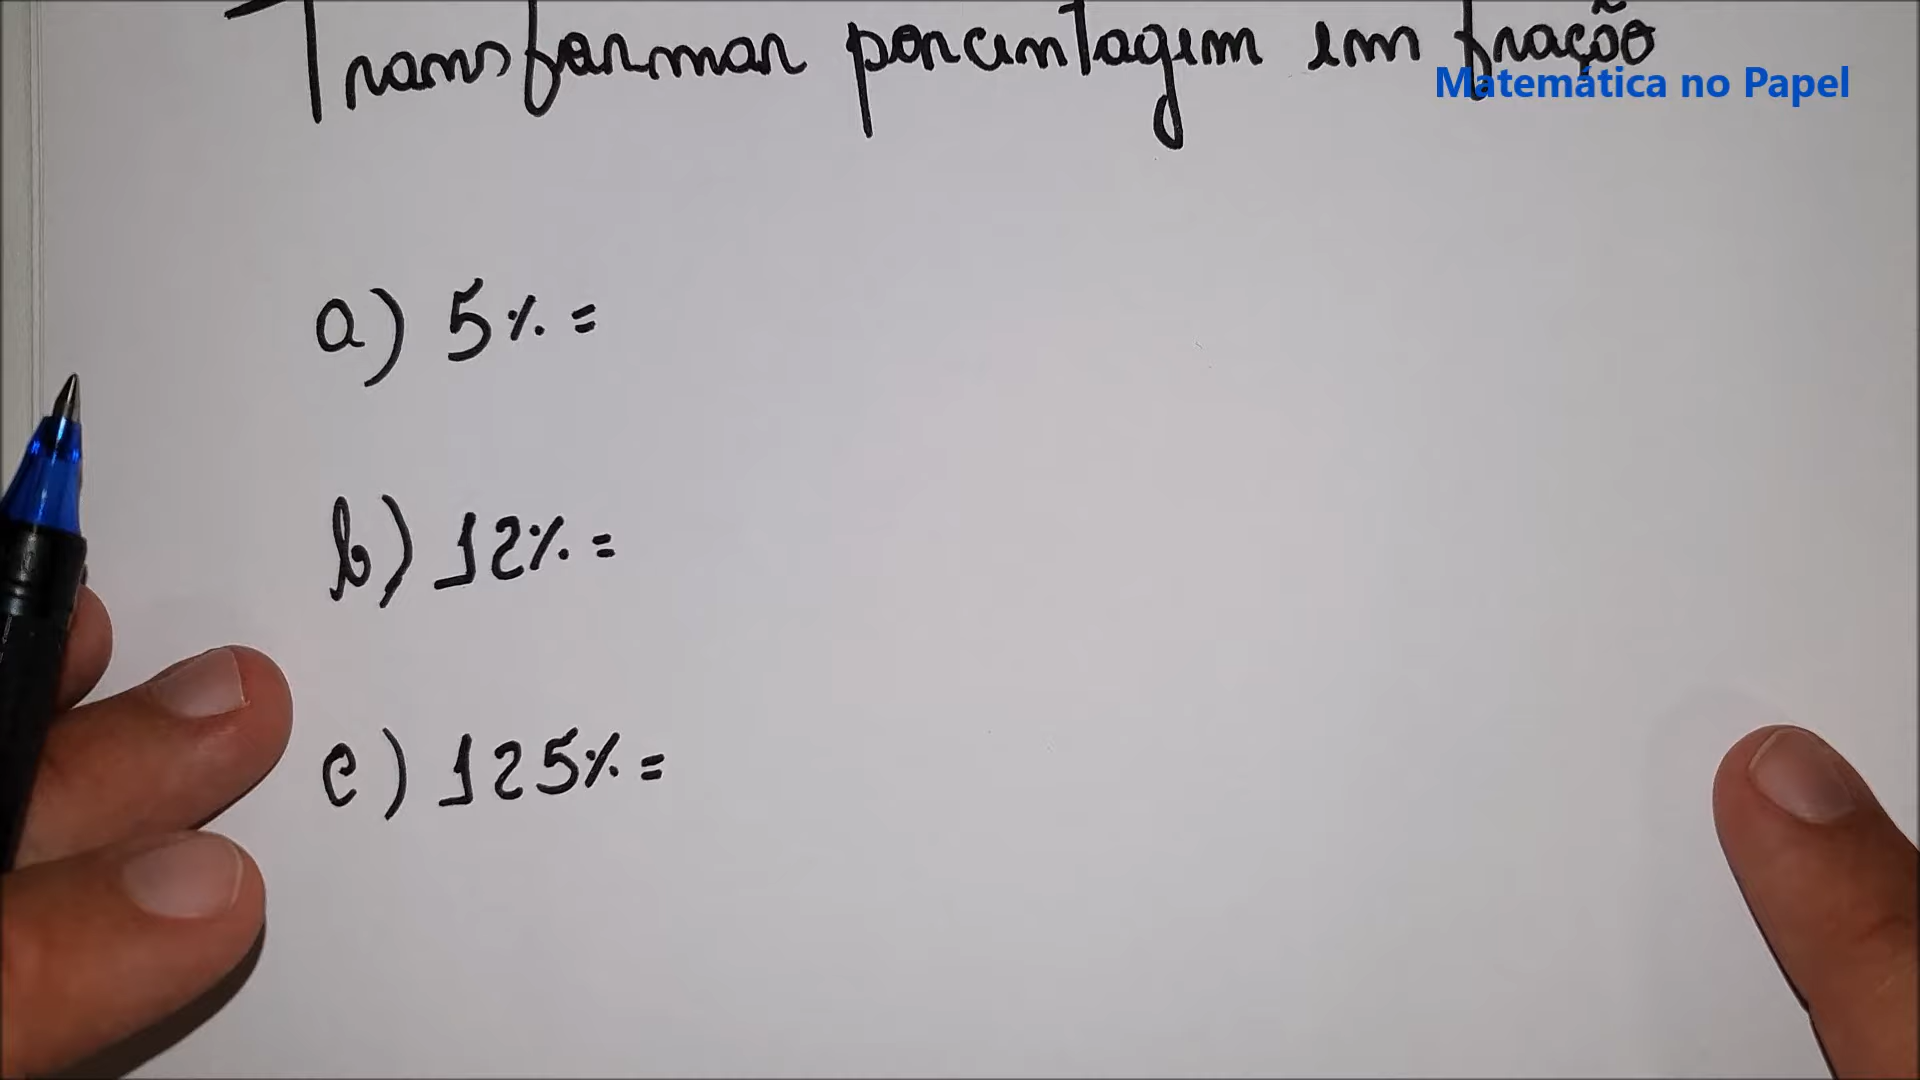 Transformar porcentagem em fração
Matemática no Papel
a) 5% =
b) 12% =
c) 125% =